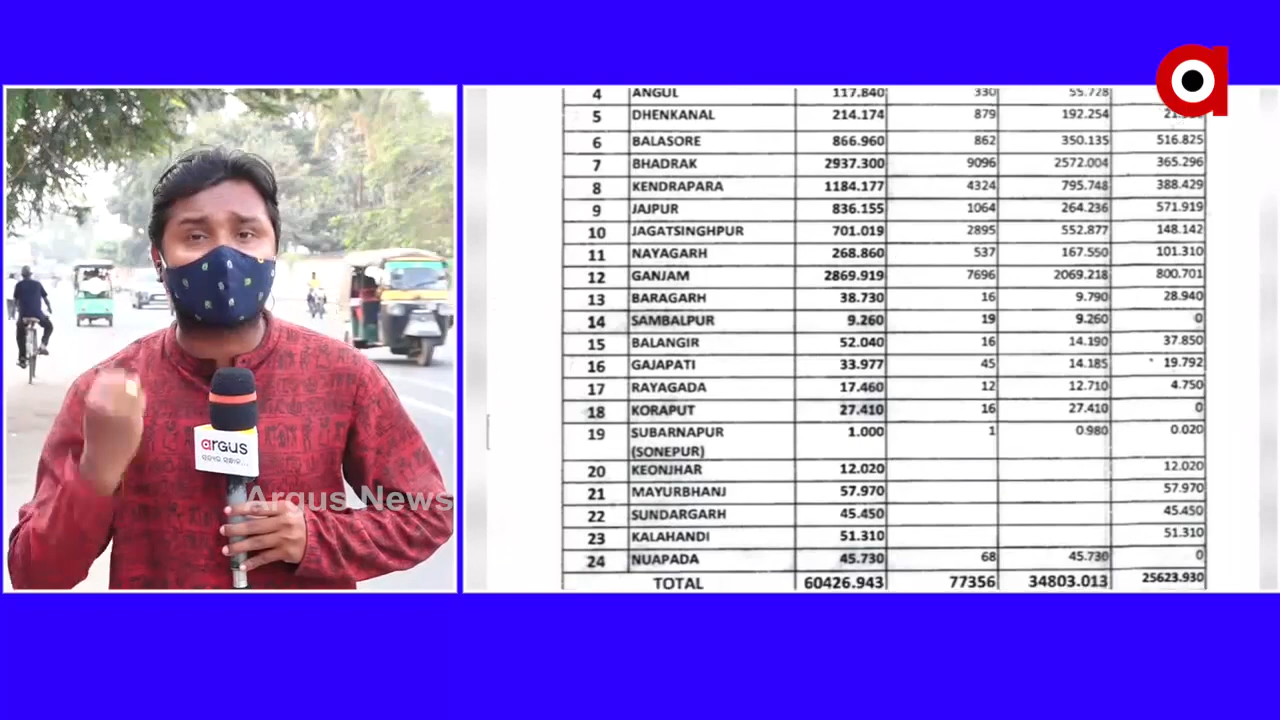 argus
Argus News
4 ANGUL 117.840 330 55.728
5 DHENKANAL 214.174 879 192.254
6 BALASORE 866.960 862 350.135 516.825
7 BHADRAK 2937.300 9096 2572.004 365.296
8 KENDRAPARA 1184.177 4324 795.748 388.429
9 JAJPUR 836.155 1064 264.236 571.919
10 JAGATSINGHPUR 701.019 2895 552.877 148.142
11 NAYAGARH 268.860 537 167.550 101.310
12 GANJAM 2869.919 7696 2069.218 800.701
13 BARAGARH 38.730 16 9.790 28.940
14 SAMBALPUR 9.260 19 9.260 0
15 BALANGIR 52.040 16 14.190 37.850
16 GAJAPATI 33.977 45 14.185 19.792
17 RAYAGADA 17.460 12 12.710 4.750
18 KORAPUT 27.410 16 27.410 0
19 SUBARNAPUR 1.000 1 0.980 0.020
(SONEPUR)
20 KEONJHAR 12.020 12.020
21 MAYURBHANJ 57.970 57.970
22 SUNDARGARH 45.450 45.450
23 KALAHANDI 51.310 51.310
24 NUAPADA 45.730 68 45.730 0
TOTAL 60426.943 77356 34803.013 25623.930